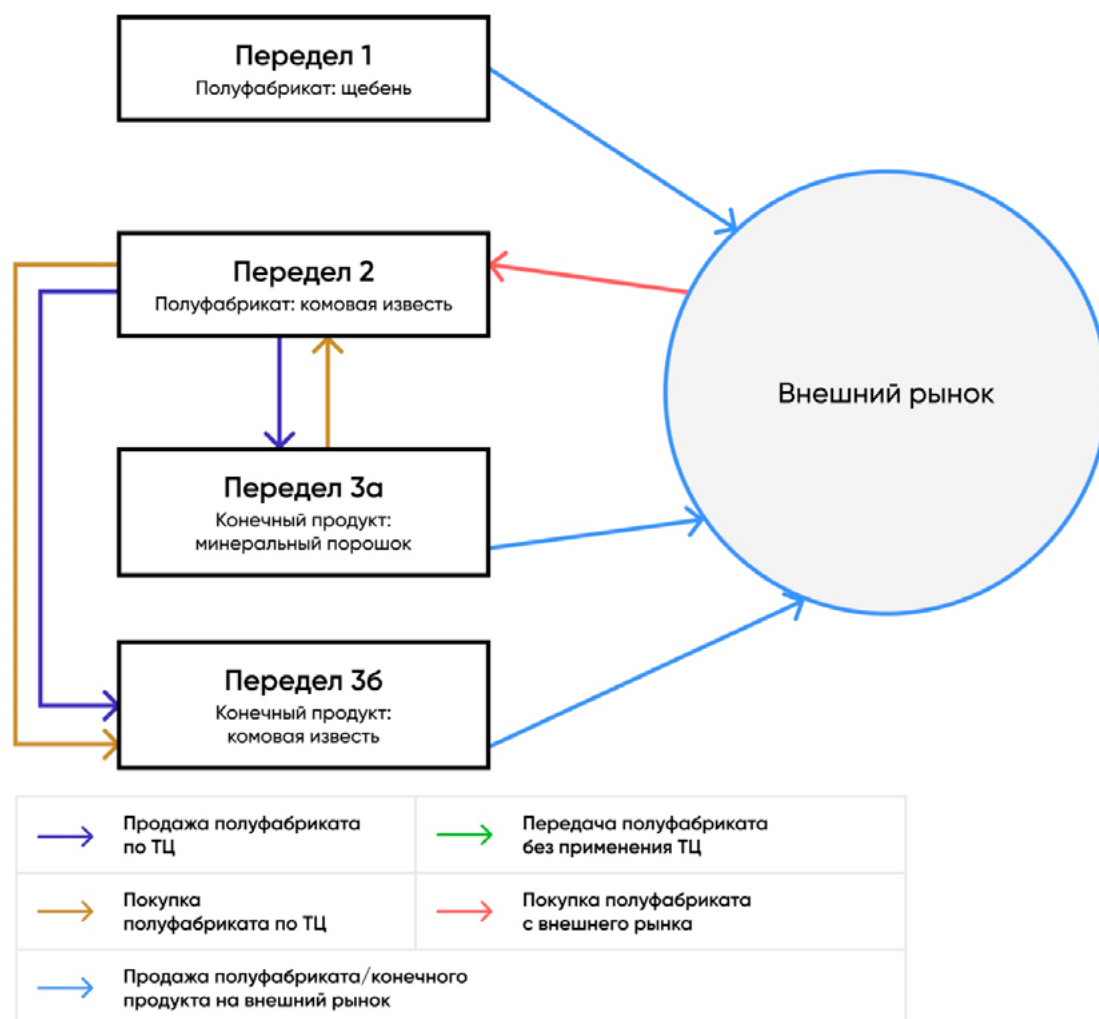 Передел 1
Полуфабрикат: щебень
Передел 2
Полуфабрикат: комовая известь
Внешний рынок
Передел 3а
Конечный продукт:
минеральный порошок
Передел 3б
Конечный продукт:
комовая известь
Продажа полуфабриката
по ТЦ
Передача полуфабриката
без применения ТЦ
Покупка
полуфабриката по ТЦ
Покупка полуфабриката
с внешнего рынка
Продажа полуфабриката/конечного
продукта на внешний рынок